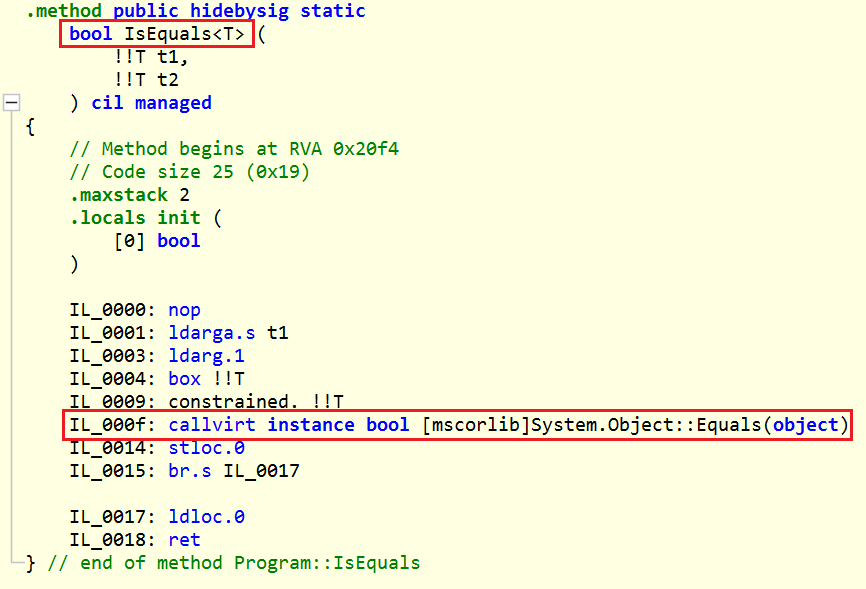 .method public hidebysig static
bool IsEquals<T> (
!!T t1,
!!T t2
) cil managed
{
// Method begins at RVA 0x20f4
// Code size 25 (0x19)
.maxstack 2
.locals init (
[0] bool
)
IL_0000: nop
IL_0001: ldarga.s t1
IL_0003: ldarg.1
IL_0004: box !!T
IL_0009: constrained. !!T
IL_000f: callvirt instance bool [mscorlib]System.Object::Equals(object)
IL_0014: stloc.0
IL_0015: br.s IL_0017
IL_0017: ldloc.0
IL_0018: ret
} // end of method Program::IsEquals